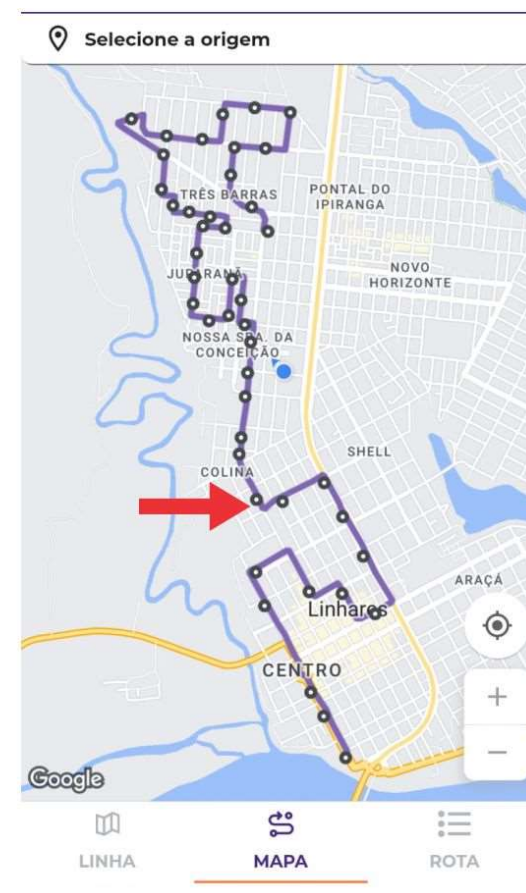 Selecione a origem
TRÊS BARRAS
PONTAL DO
IPIRANGA
NOVO
HORIZONTE
JUPARANÃ
NOSSA SRA. DA
CONCEIÇÃO
SHELL
COLINA
ARAÇÁ
Linhares
CENTRO
Google
LINHA
MAPA
ROTA